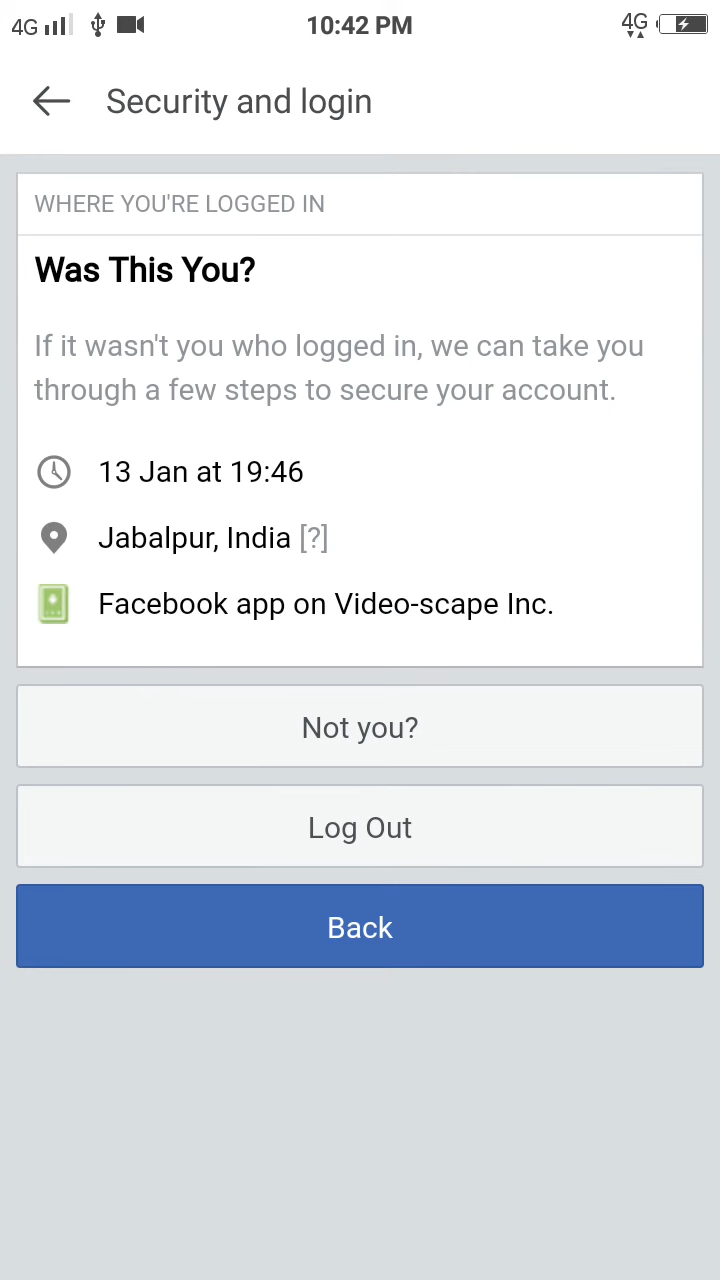 4G 10:42 PM 4G
Security and login
WHERE YOU'RE LOGGED IN
Was This You?
If it wasn't you who logged in, we can take you
through a few steps to secure your account.
13 Jan at 19:46
Jabalpur, India [?]
Facebook app on Video-scape Inc.
Not you?
Log Out
Back